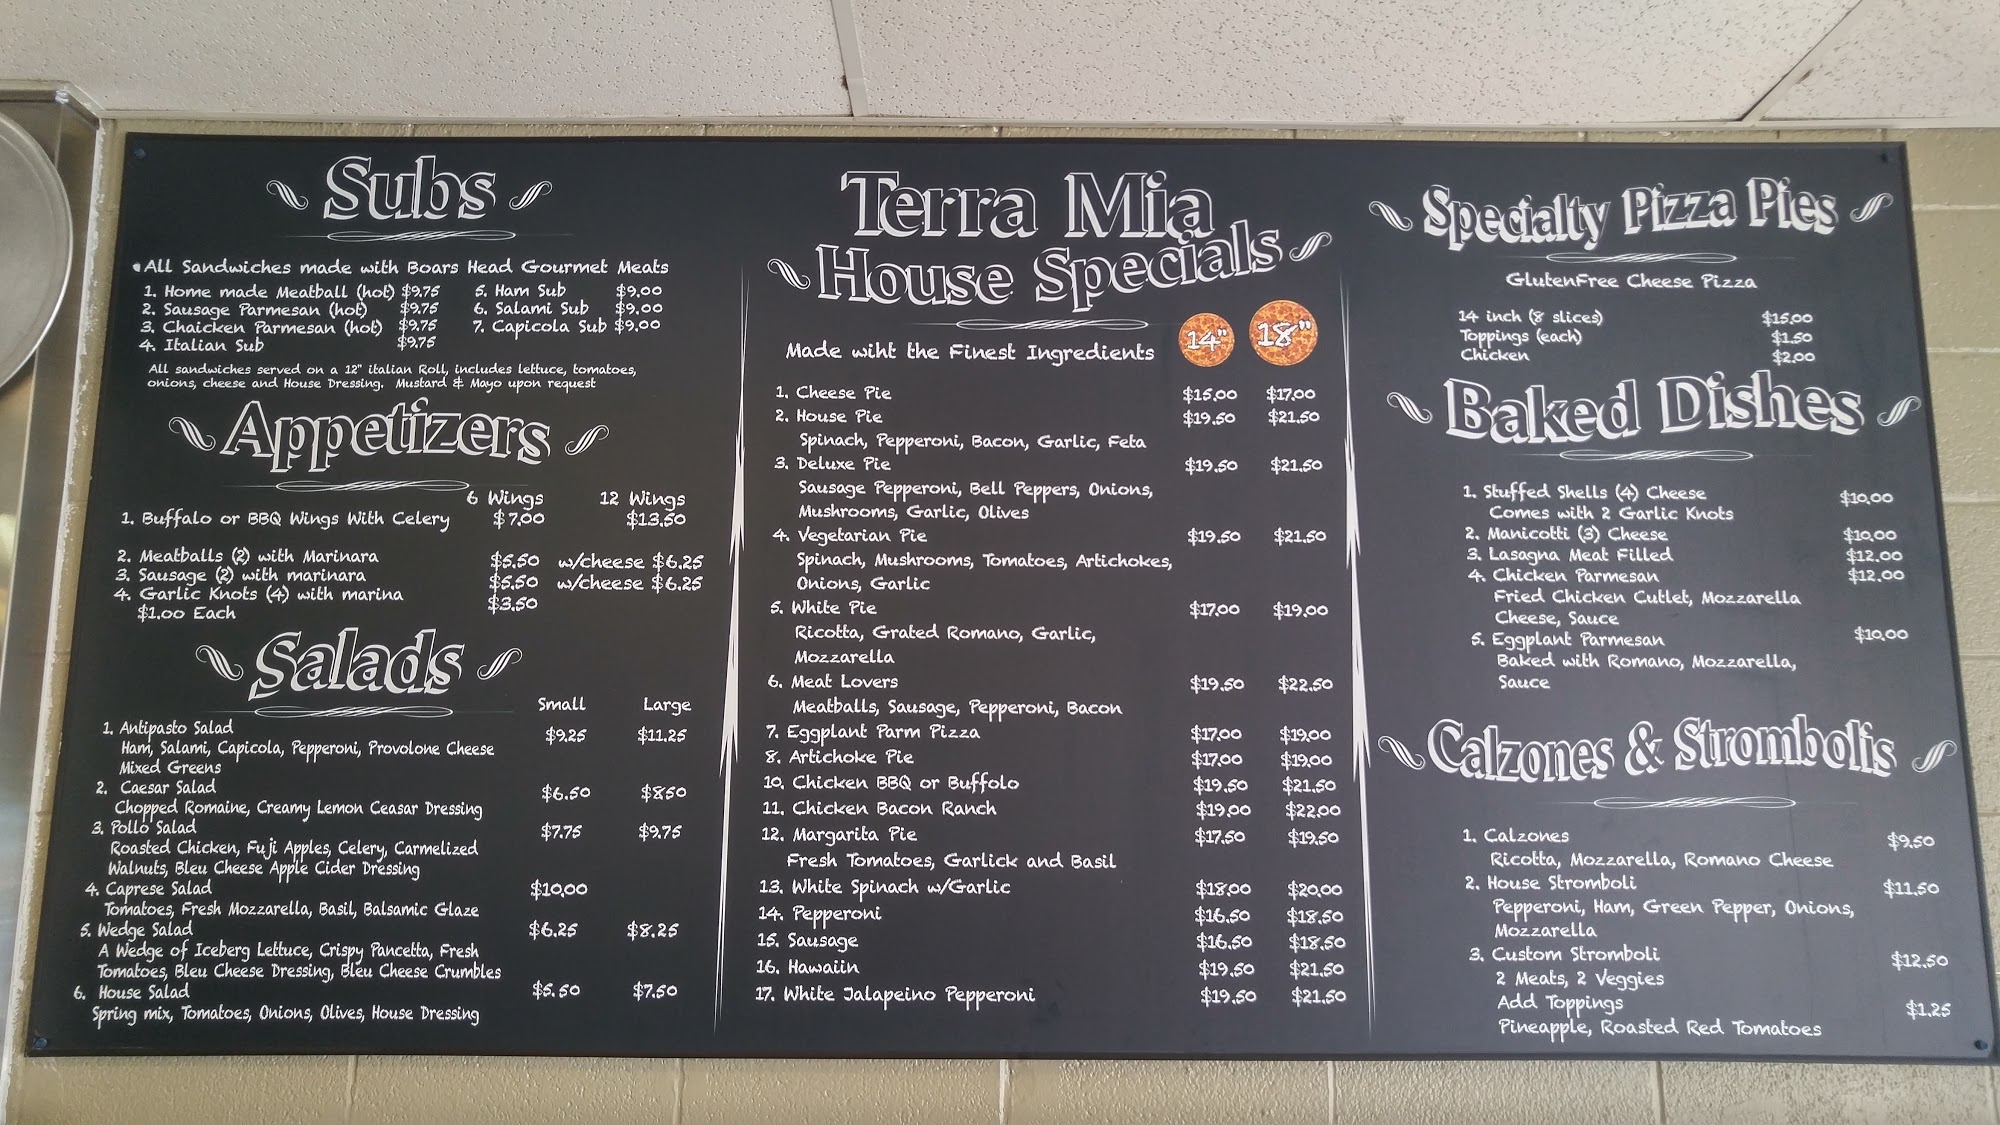 Subs
All Sandwiches made with Boars Head Gourmet Meats
1. Home made Meatball (hot) $9.75
2. Sausage Parmesan (hot) $9.75
3. Chaicken Parmesan (hot) $9.75
4. Italian Sub $9.75
5. Ham Sub $9.00
6. Salami Sub $9.00
7. Capicola Sub $9.00
All sandwiches served on a 12" italian Roll, includes lettuce, tomatoes,
onions, cheese and House Dressing. Mustard & Mayo upon request
Appetizers
6 Wings 12 Wings
1. Buffalo or BBQ Wings With Celery $7.00 $13.50
2. Meatballs (2) with Marinara $5.50 w/cheese $6.25
3. Sausage (2) with marinara $5.50 w/cheese $6.25
4. Garlic Knots (4) with marina $3.50
$1.00 Each
Salads
Small Large
1. Antipasto Salad $9.25 $11.25
Ham, Salami, Capicola, Pepperoni, Provolone Cheese
Mixed Greens
2. Caesar Salad $6.50 $8.50
Chopped Romaine, Creamy Lemon Ceasar Dressing
3. Pollo Salad $7.75 $9.75
Roasted Chicken, Fuji Apples, Celery, Carmelized
Walnuts, Bleu Cheese Apple Cider Dressing
4. Caprese Salad $10.00
Tomatoes, Fresh Mozzarella, Basil, Balsamic Glaze
5. Wedge Salad $6.25 $8.25
A Wedge of Iceberg Lettuce, Crispy Pancetta, Fresh
Tomatoes, Bleu Cheese Dressing, Bleu Cheese Crumbles
6. House Salad $5.50 $7.50
Spring mix, Tomatoes, Onions, Olives, House Dressing
Terra Mia
House Specials
14" 18"
Made wiht the Finest Ingredients
1. Cheese Pie $15.00 $17.00
2. House Pie $19.50 $21.50
Spinach, Pepperoni, Bacon, Garlic, Feta
3. Deluxe Pie $19.50 $21.50
Sausage Pepperoni, Bell Peppers, Onions,
Mushrooms, Garlic, Olives
4. Vegetarian Pie $19.50 $21.50
Spinach, Mushrooms, Tomatoes, Artichokes,
Onions, Garlic
5. White Pie $17.00 $19.00
Ricotta, Grated Romano, Garlic,
Mozzarella
6. Meat Lovers $19.50 $22.50
Meatballs, Sausage, Pepperoni, Bacon
7. Eggplant Parm Pizza $17.00 $19.00
8. Artichoke Pie $17.00 $19.00
10. Chicken BBQ or Buffolo $19.50 $21.50
11. Chicken Bacon Ranch $19.00 $22.00
12. Margarita Pie $17.50 $19.50
Fresh Tomatoes, Garlick and Basil
13. White Spinach w/Garlic $18.00 $20.00
14. Pepperoni $16.50 $18.50
15. Sausage $16.50 $18.50
16. Hawaiin $19.50 $21.50
17. White Jalapeino Pepperoni $19.50 $21.50
Specialty Pizza Pies
GlutenFree Cheese Pizza
14 inch (8 slices) $15.00
Toppings (each) $1.50
Chicken $2.00
Baked Dishes
1. Stuffed Shells (4) Cheese $10.00
Comes with 2 Garlic Knots
2. Manicotti (3) Cheese $10.00
3. Lasagna Meat Filled $12.00
4. Chicken Parmesan $12.00
Fried Chicken Cutlet, Mozzarella
Cheese, Sauce
5. Eggplant Parmesan $10.00
Baked with Romano, Mozzarella,
Sauce
Calzones & Strombolis
1. Calzones $9.50
Ricotta, Mozzarella, Romano Cheese
2. House Stromboli $11.50
Pepperoni, Ham, Green Pepper, Onions,
Mozzarella
3. Custom Stromboli $12.50
2 Meats, 2 Veggies
Add Toppings $1.25
Pineapple, Roasted Red Tomatoes